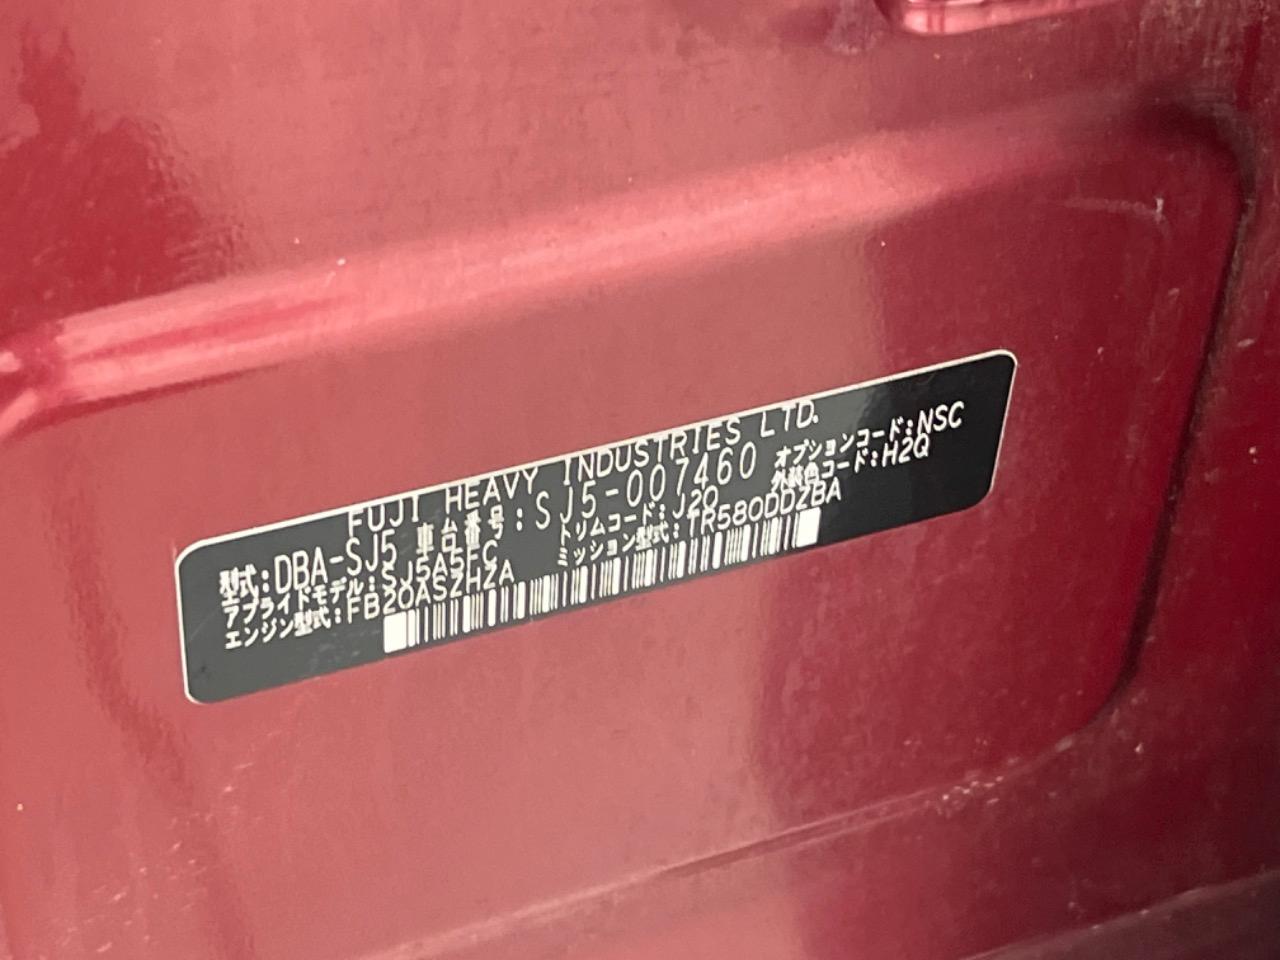 FUJI HEAVY INDUSTRIES LTD.
型式:DBA-SJ5 車台番号:SJ5-007460
アプライドモデル:SJ5A5FC トリムコード:J20 オプションコード:NSC
エンジン型式:FB20ASZHZA ミッション型式:TR580DDZBA 外装色コード:H2Q